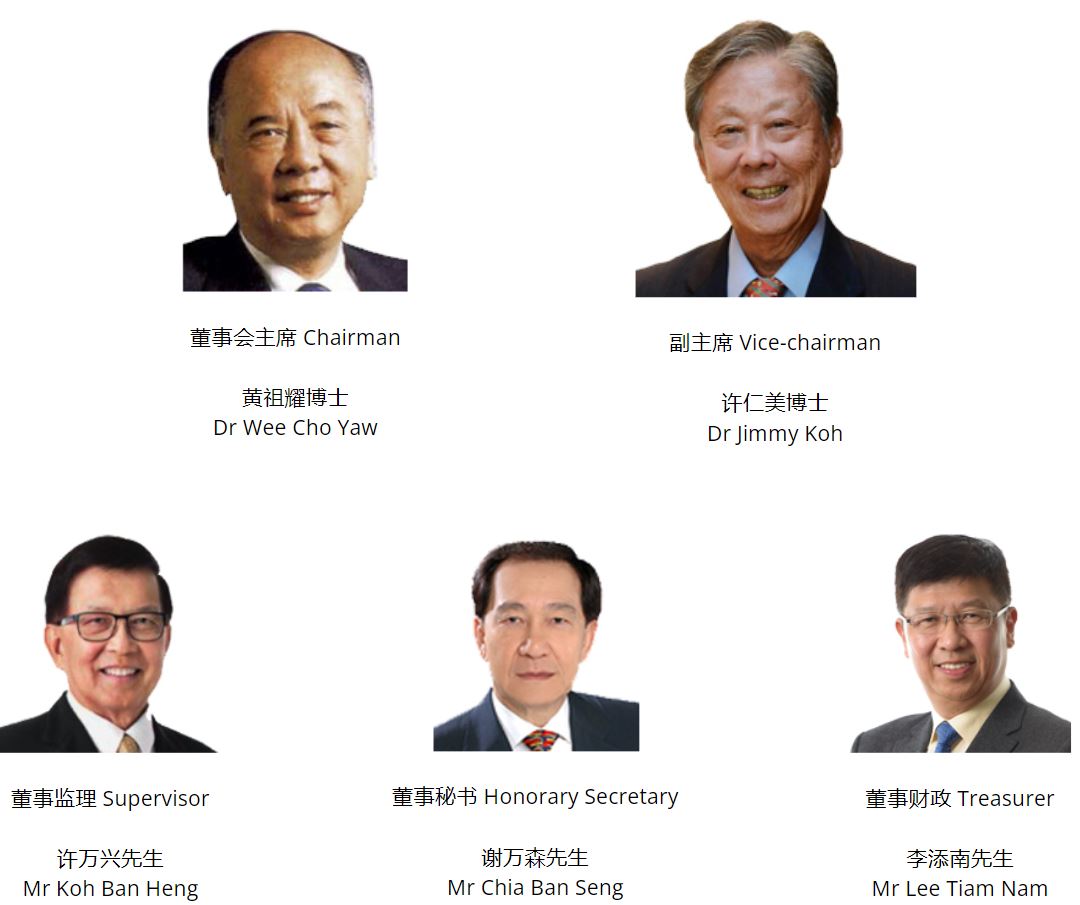 董事会主席 Chairman
副主席 Vice-chairman
黄祖耀博士
Dr Wee Cho Yaw
许仁美博士
Dr Jimmy Koh
董事监理 Supervisor
董事秘书 Honorary Secretary
董事财政 Treasurer
许万兴先生
Mr Koh Ban Heng
谢万森先生
Mr Chia Ban Seng
李添南先生
Mr Lee Tiam Nam